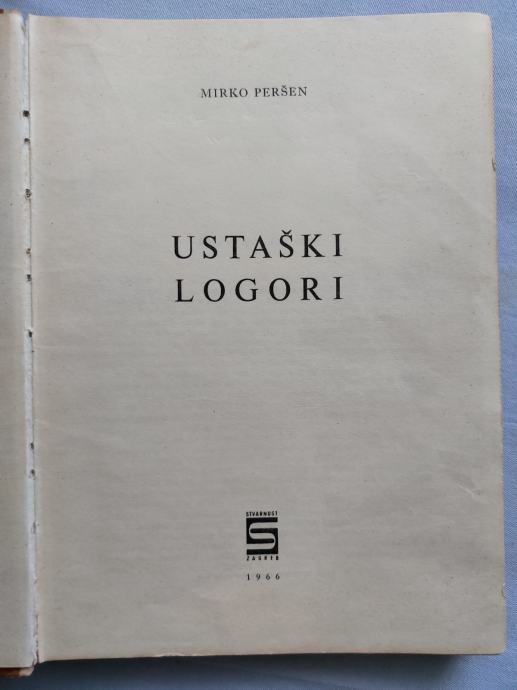 MIRKO PERŠEN
USTAŠKI
LOGORI
STVARNOST
ZAGREB
1966